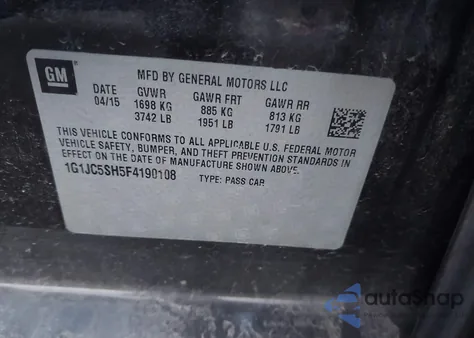 GM
MFD BY GENERAL MOTORS LLC
DATE GVWR GAWR FRT GAWR RR
04/15 1698 KG 885 KG 813 KG
3742 LB 1951 LB 1791 LB
THIS VEHICLE CONFORMS TO ALL APPLICABLE U.S. FEDERAL MOTOR
VEHICLE SAFETY, BUMPER, AND THEFT PREVENTION STANDARDS IN
EFFECT ON THE DATE OF MANUFACTURE SHOWN ABOVE.
1G1JC5SH5F4190108 TYPE: PASS CAR
autoSnap